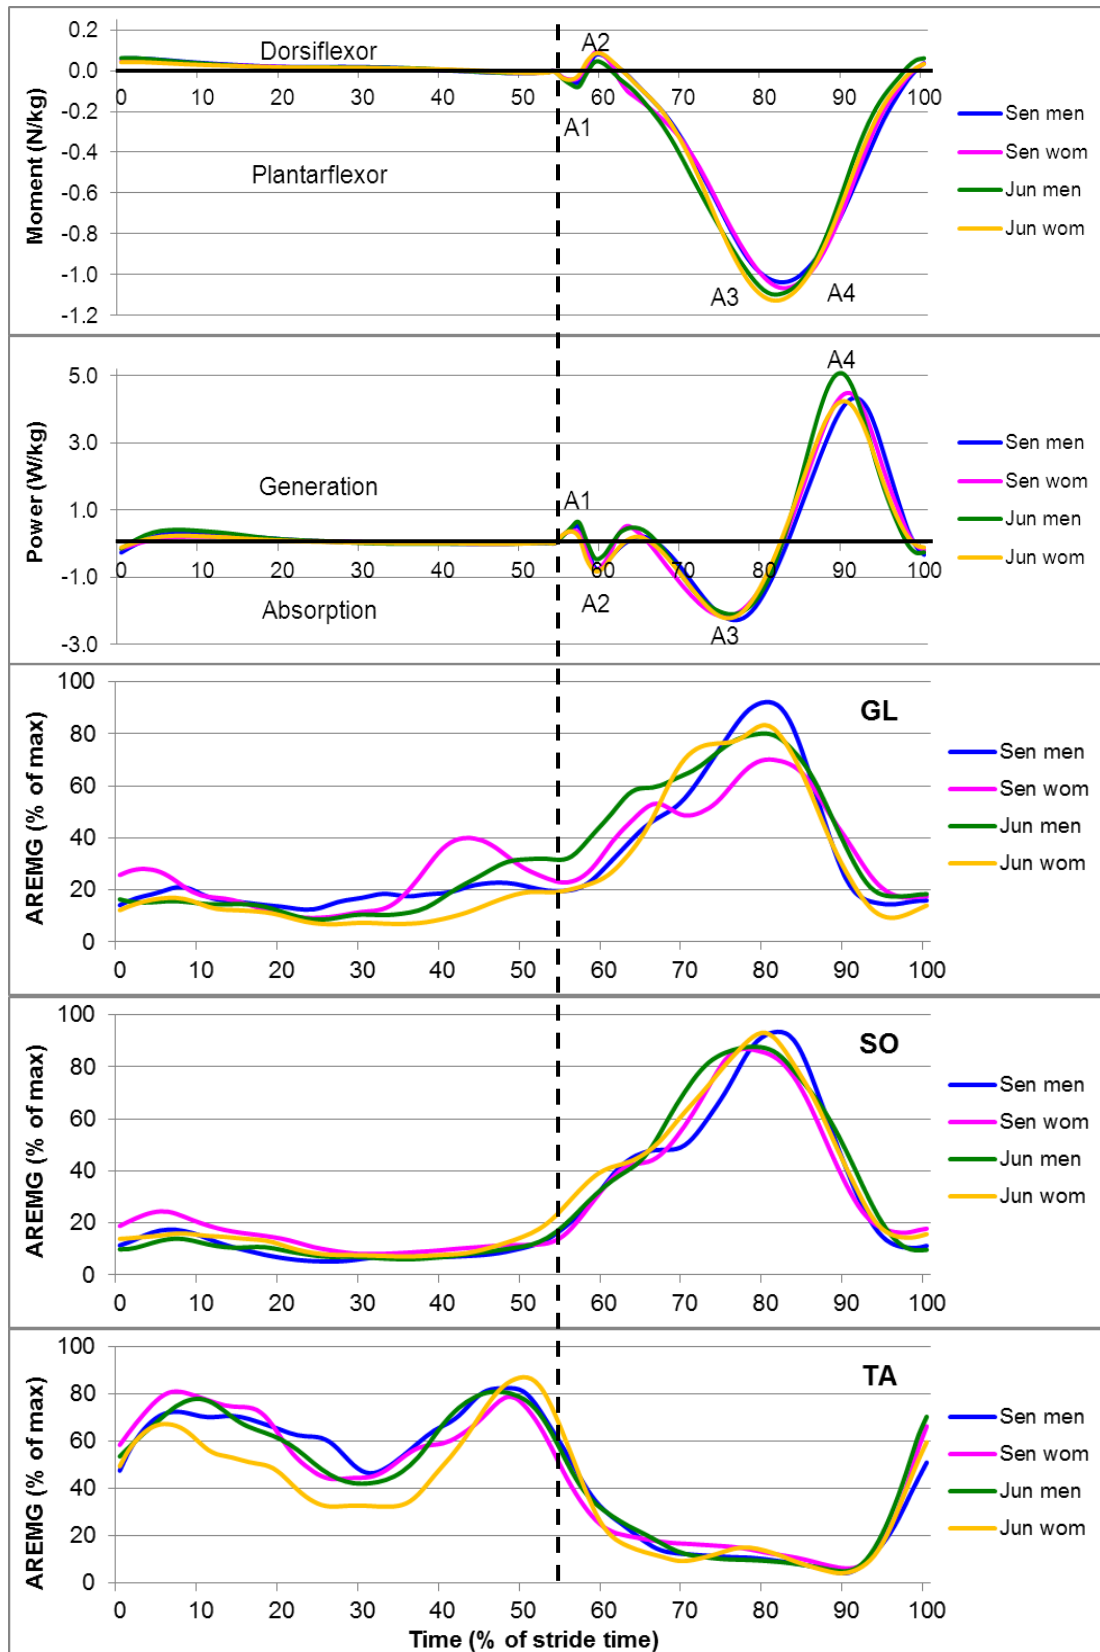 Moment (N/kg)
0.2
0.0
-0.2
-0.4
-0.6
-0.8
-1.0
-1.2
0 10 20 30 40 50 60 70 80 90 100
Dorsiflexor
Plantarflexor
A2
A1
A3
A4
Sen men
Sen wom
Jun men
Jun wom
Power (W/kg)
5.0
3.0
1.0
-1.0
-3.0
0 10 20 30 40 50 60 70 80 90 100
Generation
Absorption
A1
A2
A3
A4
Sen men
Sen wom
Jun men
Jun wom
AREMG (% of max)
100
80
60
40
20
0
0 10 20 30 40 50 60 70 80 90 100
GL
Sen men
Sen wom
Jun men
Jun wom
AREMG (% of max)
100
80
60
40
20
0
0 10 20 30 40 50 60 70 80 90 100
SO
Sen men
Sen wom
Jun men
Jun wom
AREMG (% of max)
100
80
60
40
20
0
0 10 20 30 40 50 60 70 80 90 100
TA
Sen men
Sen wom
Jun men
Jun wom
Time (% of stride time)